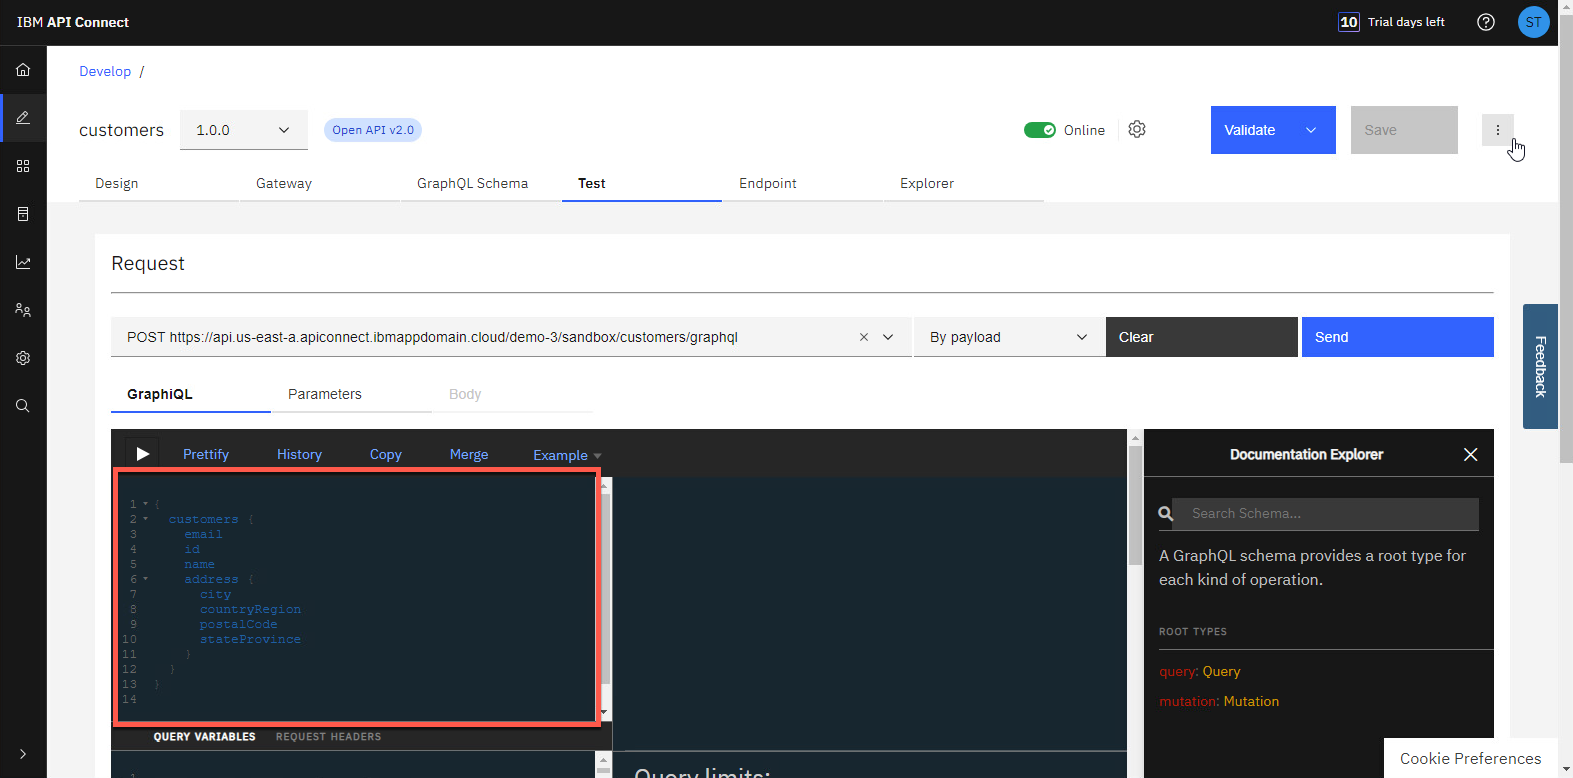 IBM API Connect
10 Trial days left
ST
Develop /
customers
1.0.0
Open API v2.0
Online
Validate
Save
Design
Gateway
GraphQL Schema
Test
Endpoint
Explorer
Request
POST https://api.us-east-a.apiconnect.ibmappdomain.cloud/demo-3/sandbox/customers/graphql
By payload
Clear
Send
Feedback
GraphiQL
Parameters
Body
Prettify
History
Copy
Merge
Example
1 {
2 customers {
3 email
4 id
5 name
6 address {
7 city
8 countryRegion
9 postalCode
10 stateProvince
11 }
12 }
13 }
14
QUERY VARIABLES
REQUEST HEADERS
1
Query limits:
Documentation Explorer
Search Schema...
A GraphQL schema provides a root type for
each kind of operation.
ROOT TYPES
query: Query
mutation: Mutation
Cookie Preferences